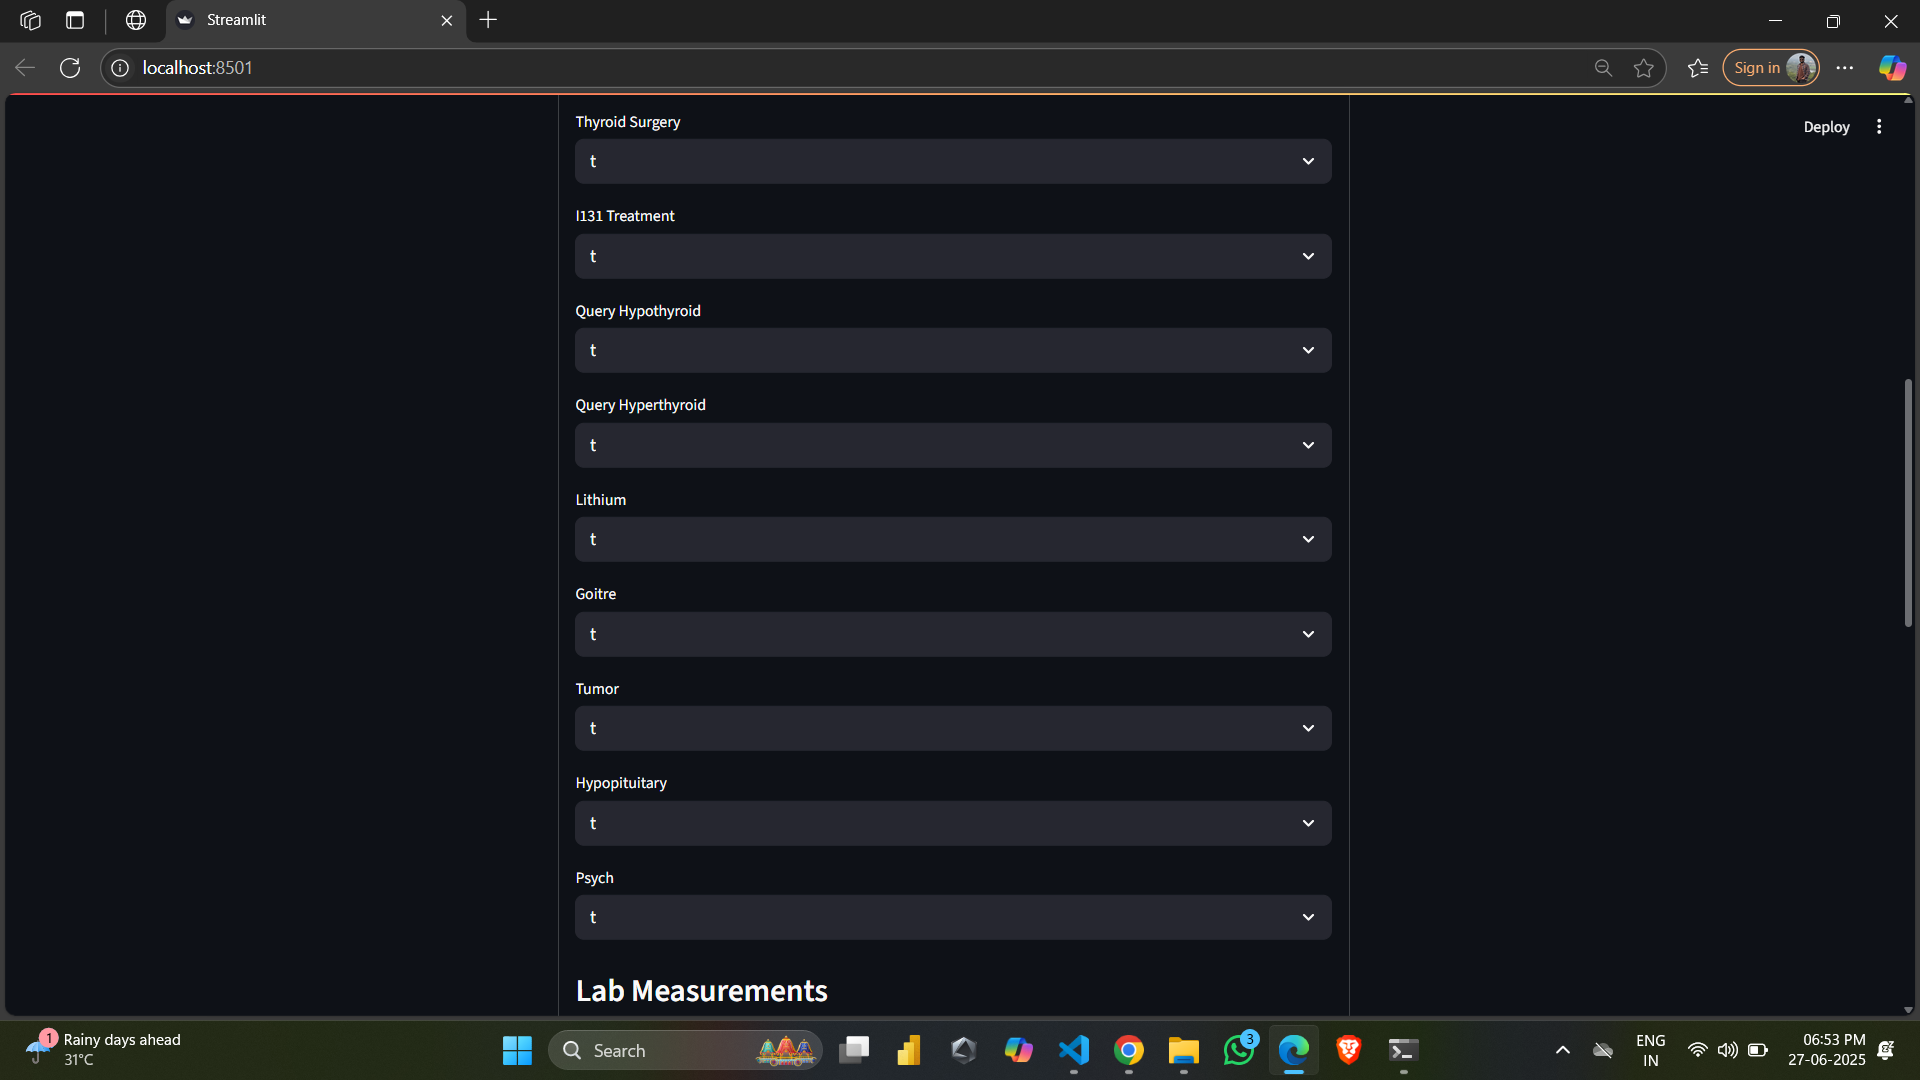 Streamlit
localhost:8501
Sign in
Deploy
Thyroid Surgery
t
I131 Treatment
t
Query Hypothyroid
t
Query Hyperthyroid
t
Lithium
t
Goitre
t
Tumor
t
Hypopituitary
t
Psych
t
Lab Measurements
1
Rainy days ahead
31°C
Search
3
ENG
IN
06:53 PM
27-06-2025